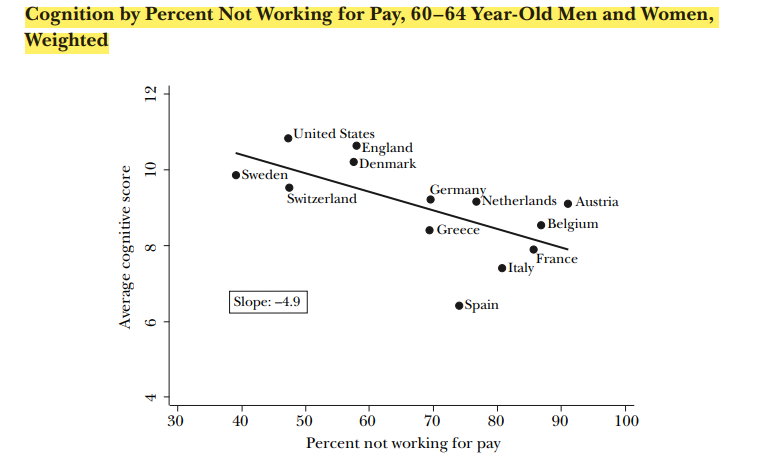 Cognition by Percent Not Working for Pay, 60–64 Year-Old Men and Women,
Weighted
12
10
8
6
4
Average cognitive score
United States
England
Denmark
Sweden
Switzerland
Germany
Netherlands
Austria
Greece
Belgium
France
Italy
Spain
Slope: –4.9
30 40 50 60 70 80 90 100
Percent not working for pay